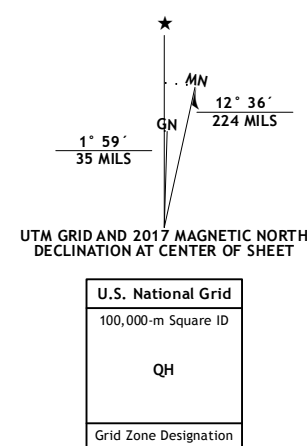 ★
MN
GN
12° 36´
224 MILS
1° 59´
35 MILS
UTM GRID AND 2017 MAGNETIC NORTH
DECLINATION AT CENTER OF SHEET
U.S. National Grid
100,000-m Square ID
QH
Grid Zone Designation